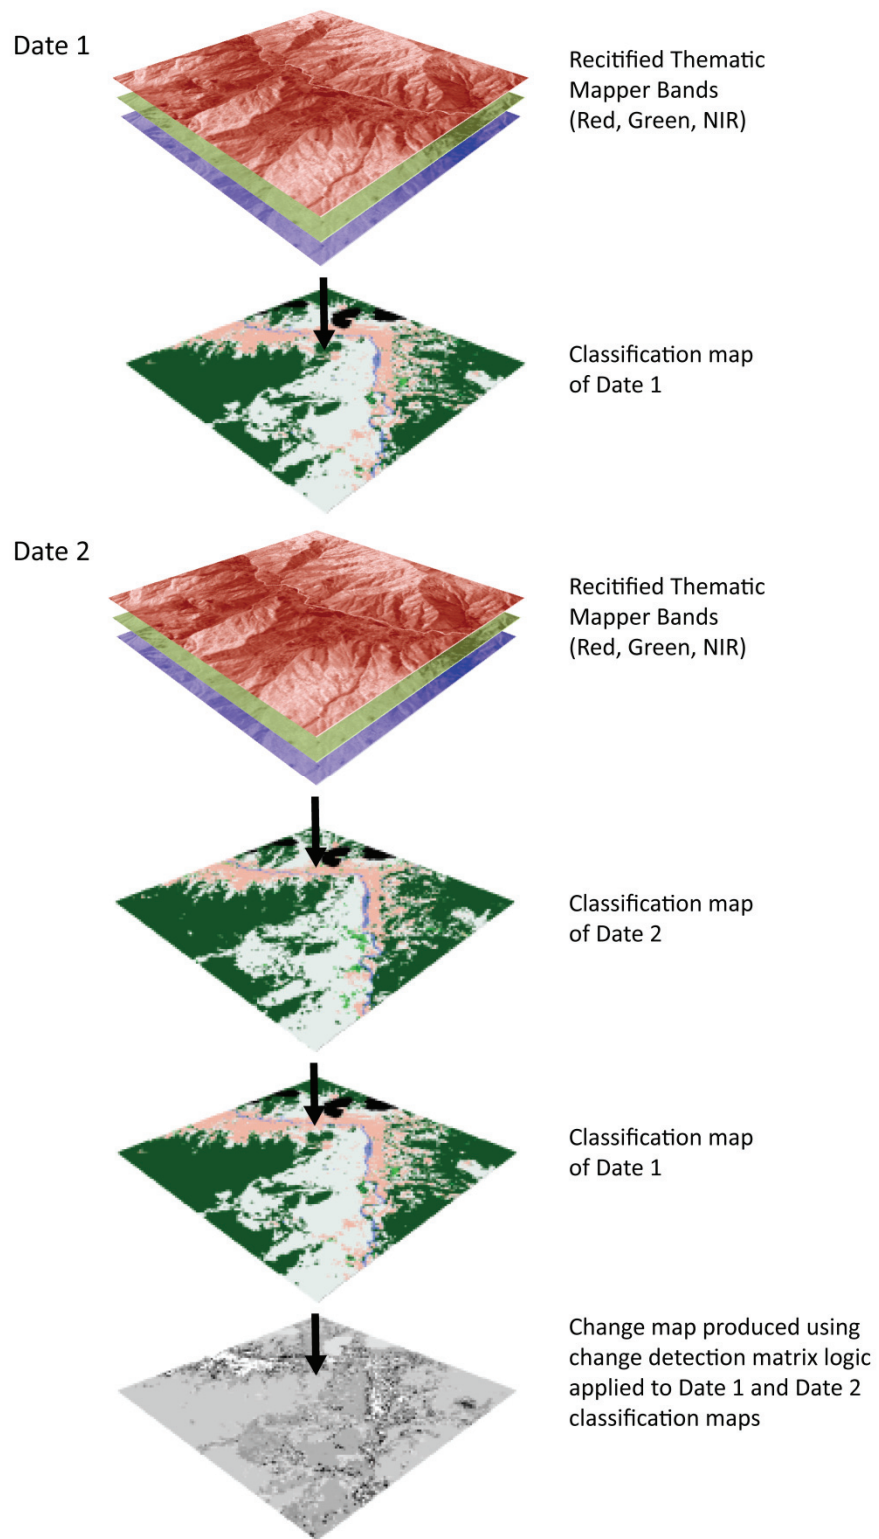 Date 1
Recitified Thematic
Mapper Bands
(Red, Green, NIR)
Classification map
of Date 1
Date 2
Recitified Thematic
Mapper Bands
(Red, Green, NIR)
Classification map
of Date 2
Classification map
of Date 1
Change map produced using
change detection matrix logic
applied to Date 1 and Date 2
classification maps